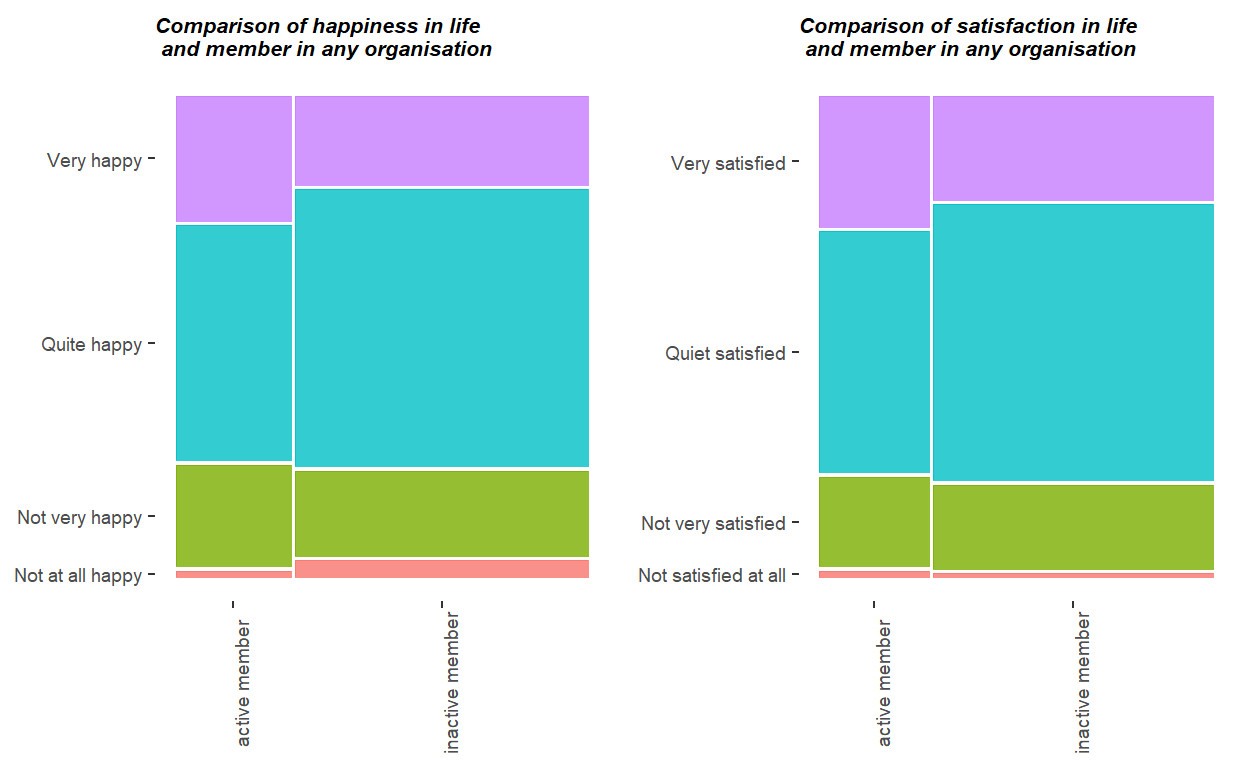 Comparison of happiness in life
and member in any organisation
Very happy
Quite happy
Not very happy
Not at all happy
active member
inactive member
Comparison of satisfaction in life
and member in any organisation
Very satisfied
Quiet satisfied
Not very satisfied
Not satisfied at all
active member
inactive member